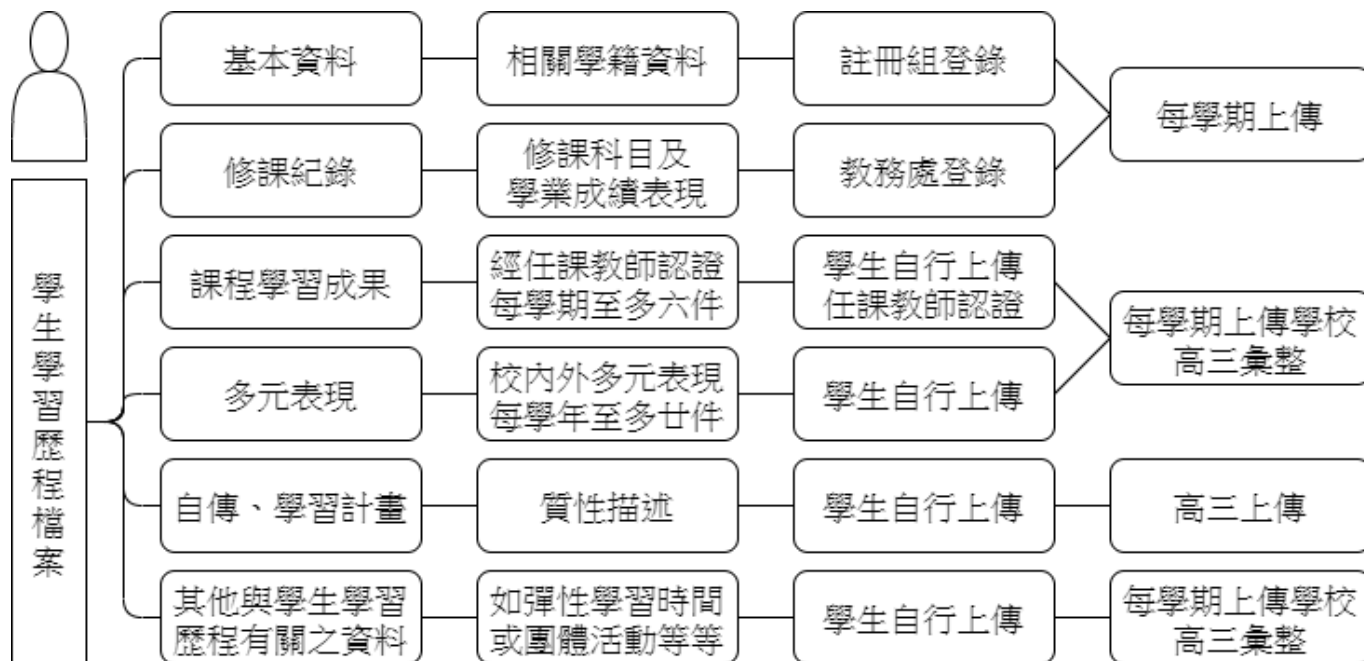 學生學習歷程檔案
基本資料
相關學籍資料
註冊組登錄
每學期上傳
修課紀錄
修課科目及
學業成績表現
教務處登錄
課程學習成果
經任課教師認證
每學期至多六件
學生自行上傳
任課教師認證
每學期上傳學校
高三彙整
多元表現
校內外多元表現
每學年至多廿件
學生自行上傳
自傳、學習計畫
質性描述
學生自行上傳
高三上傳
其他與學生學習
歷程有關之資料
如彈性學習時間
或團體活動等等
學生自行上傳
每學期上傳學校
高三彙整